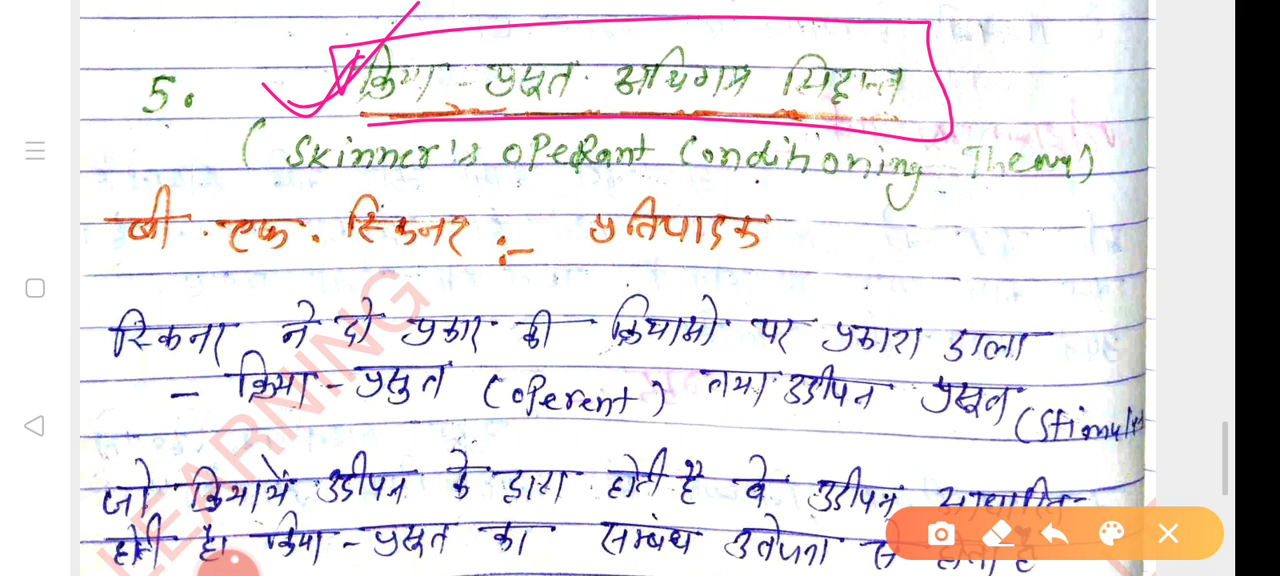 5. क्रिया-प्रसूत अधिगम सिद्धान्त
(Skinner's Operant Conditioning Theory)
बी.एफ. स्किनर :- प्रतिपादक
स्किनर ने दो प्रकार की क्रियाओ पर प्रकाश डाला
- क्रिया-प्रसुत (operent) तथा उद्दीपन प्रसूत (Stimulus
जो क्रियायें उद्दीपन के द्वारा होती है वे उद्दीपन
होती है। क्रिया-प्रसूत का सम्बंध उत्तेजना से होता है
LEARNING